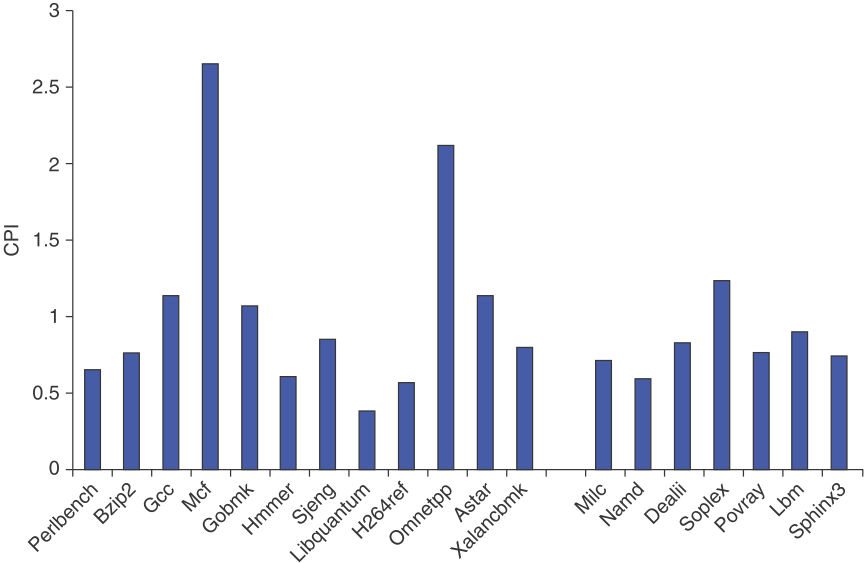 3
2.5
2
1.5
1
0.5
0
CPI
Perlbench
Bzip2
Gcc
Mcf
Gobmk
Hmmer
Sjeng
Libquantum
H264ref
Omnetpp
Astar
Xalancbmk
Milc
Namd
Dealii
Soplex
Povray
Lbm
Sphinx3